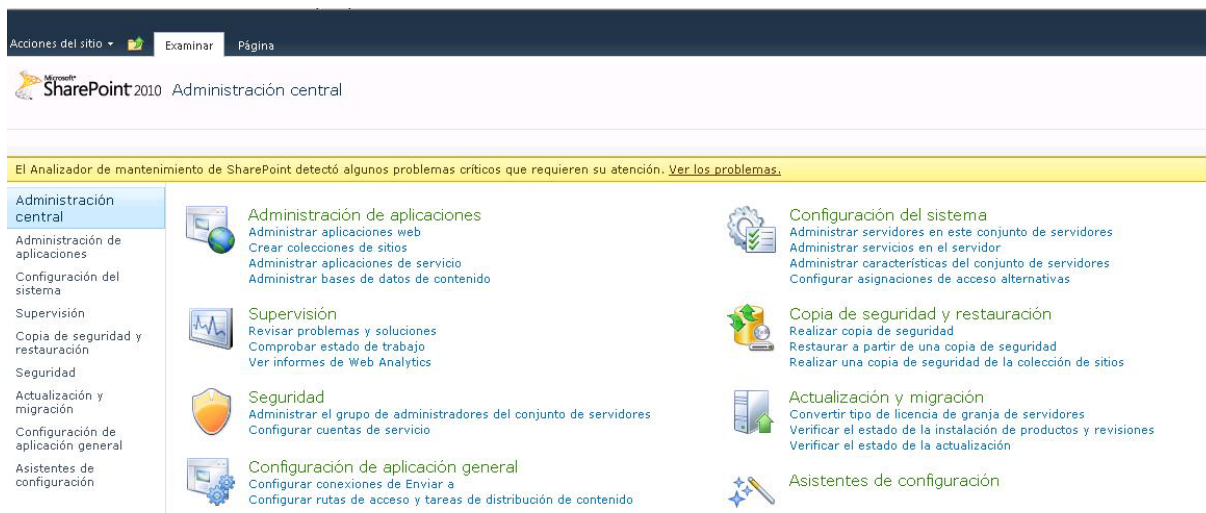 Acciones del sitio Examinar Página
Microsoft
SharePoint 2010 Administración central
El Analizador de mantenimiento de SharePoint detectó algunos problemas críticos que requieren su atención. Ver los problemas.
Administración
central
Administración de
aplicaciones
Configuración del
sistema
Supervisión
Copia de seguridad y
restauración
Seguridad
Actualización y
migración
Configuración de
aplicación general
Asistentes de
configuración
Administración de aplicaciones
Administrar aplicaciones web
Crear colecciones de sitios
Administrar aplicaciones de servicio
Administrar bases de datos de contenido
Supervisión
Revisar problemas y soluciones
Comprobar estado de trabajo
Ver informes de Web Analytics
Seguridad
Administrar el grupo de administradores del conjunto de servidores
Configurar cuentas de servicio
Configuración de aplicación general
Configurar conexiones de Enviar a
Configurar rutas de acceso y tareas de distribución de contenido
Configuración del sistema
Administrar servidores en este conjunto de servidores
Administrar servicios en el servidor
Administrar características del conjunto de servidores
Configurar asignaciones de acceso alternativas
Copia de seguridad y restauración
Realizar copia de seguridad
Restaurar a partir de una copia de seguridad
Realizar una copia de seguridad de la colección de sitios
Actualización y migración
Convertir tipo de licencia de granja de servidores
Verificar el estado de la instalación de productos y revisiones
Verificar el estado de la actualización
Asistentes de configuración